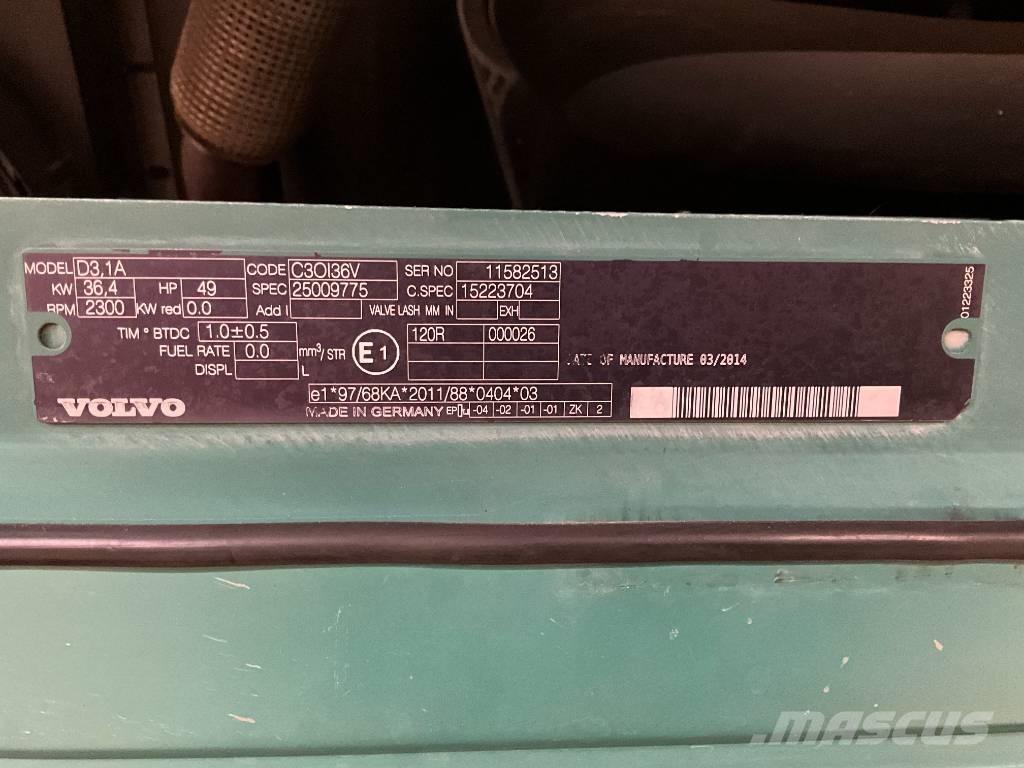 MODEL D3,1A CODE C3OI36V SER NO 11582513
KW 36,4 HP 49 SPEC 25009775 C.SPEC 15223704
RPM 2300 KW red 0.0 Add I VALVE LASH MM IN EXH
TIM ° BTDC 1.0±0.5 E1 120R 000026
FUEL RATE 0.0 mm³/STR
DISPL L
DATE OF MANUFACTURE 03/2014
01223325
e1*97/68KA*2011/88*0404*03
VOLVO MADE IN GERMANY -04 -02 -01 -01 ZK 2
MASCUS